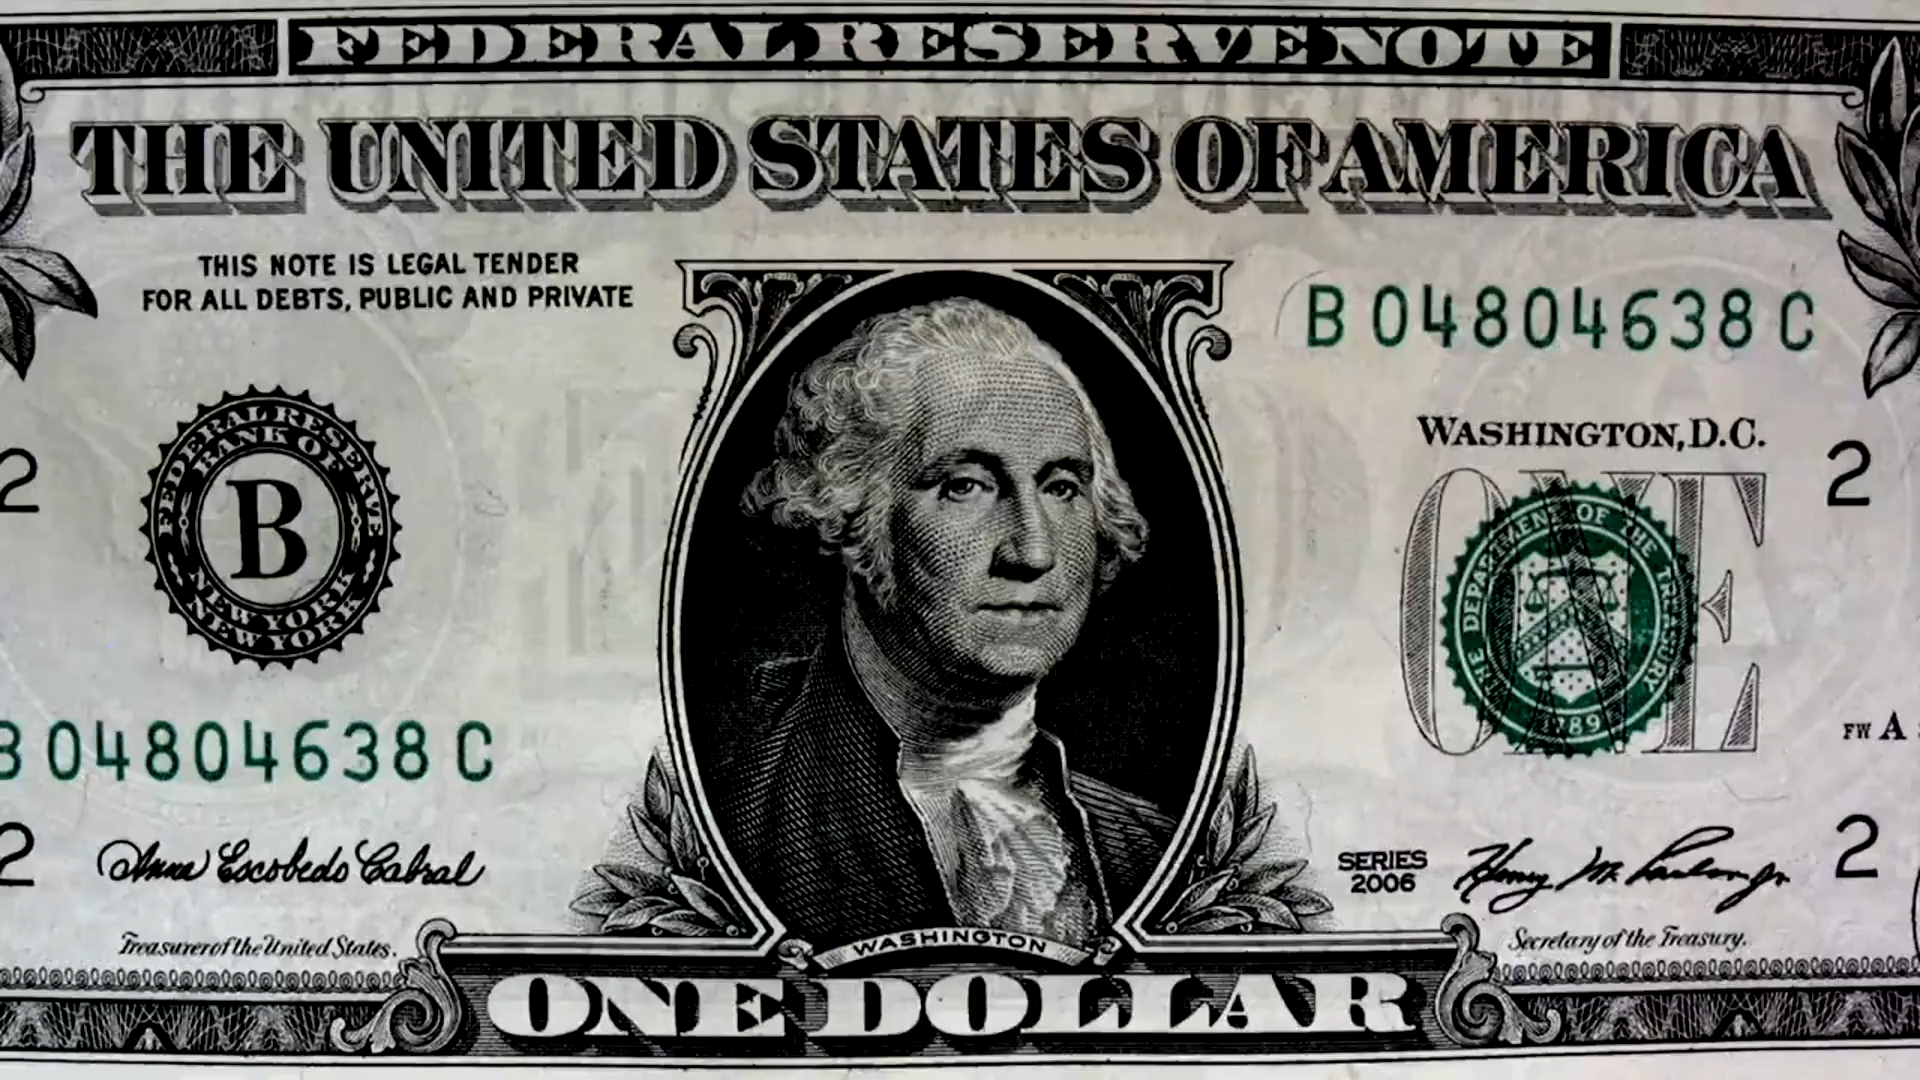 FEDERAL RESERVE NOTE
THE UNITED STATES OF AMERICA
THIS NOTE IS LEGAL TENDER
FOR ALL DEBTS, PUBLIC AND PRIVATE
B 04804638 C
WASHINGTON, D.C.
FEDERAL RESERVE
BANK OF
B
NEW YORK
NEW YORK
2
2
ONE
THE DEPARTMENT OF THE TREASURY
1789
FW A
B 04804638 C
2
2
Anna Escobedo Cabral
SERIES
2006
Henry M. Paulson Jr.
Treasurer of the United States.
Secretary of the Treasury.
WASHINGTON
ONE DOLLAR